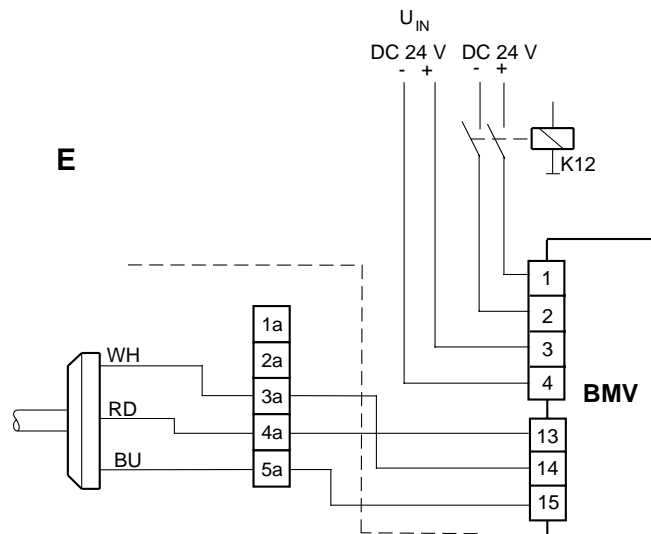 U IN
DC 24 V DC 24 V
- + - +
K12
E
1
2
3
4
BMV
1a
2a
3a
4a
5a
WH
RD
BU
13
14
15